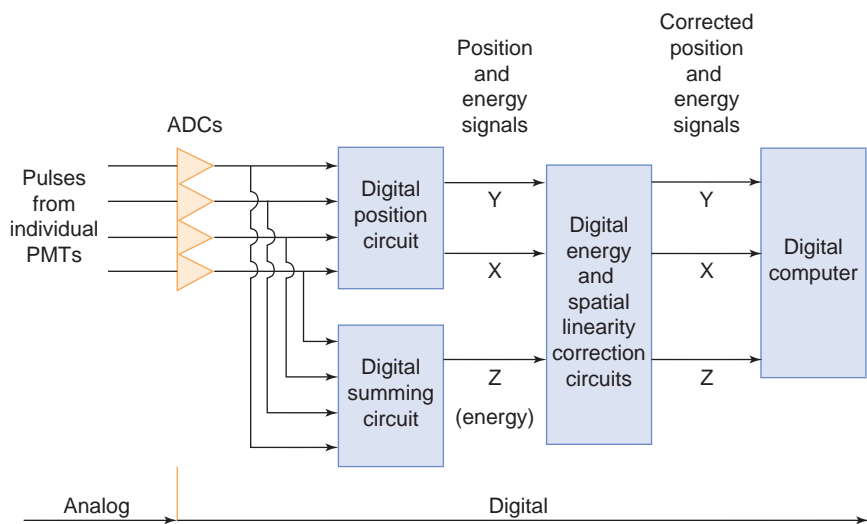 Position
and
energy
signals
Corrected
position
and
energy
signals
ADCs
Pulses
from
individual
PMTs
Digital
position
circuit
Y
X
Digital
summing
circuit
Z
(energy)
Digital
energy
and
spatial
linearity
correction
circuits
Y
X
Z
Digital
computer
Analog
Digital